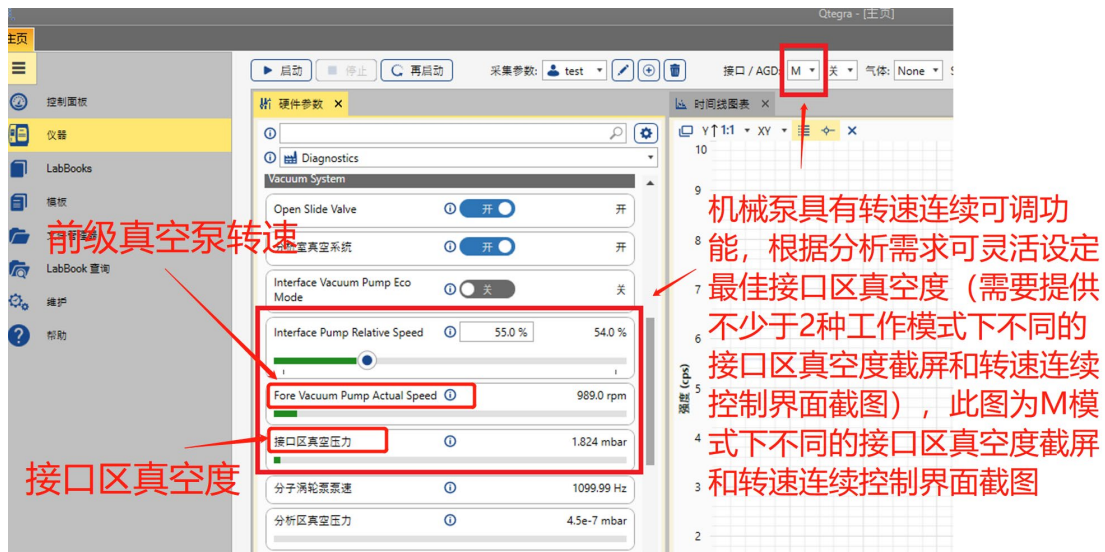 Qtegra - [主页]
主页
启动
停止
再启动
采集参数:
test
接口 / AGD:
M
关
气体:
None
控制面板
仪器
LabBooks
模板
LabBook 查询
维护
帮助
硬件参数
Diagnostics
Vacuum System
Open Slide Valve
开
开
分析室真空系统
开
开
Interface Vacuum Pump Eco
Mode
关
关
Interface Pump Relative Speed
55.0 %
54.0 %
Fore Vacuum Pump Actual Speed
989.0 rpm
接口区真空压力
1.824 mbar
分子涡轮泵泵速
1099.99 Hz
分析区真空压力
4.5e-7 mbar
时间线图表
Y
1:1
XY
10
9
8
7
6
5
4
3
2
强度 (cps)
前级真空泵转速
接口区真空度
机械泵具有转速连续可调功
能，根据分析需求可灵活设定
最佳接口区真空度（需要提供
不少于2种工作模式下不同的
接口区真空度截屏和转速连续
控制界面截图），此图为M模
式下不同的接口区真空度截屏
和转速连续控制界面截图